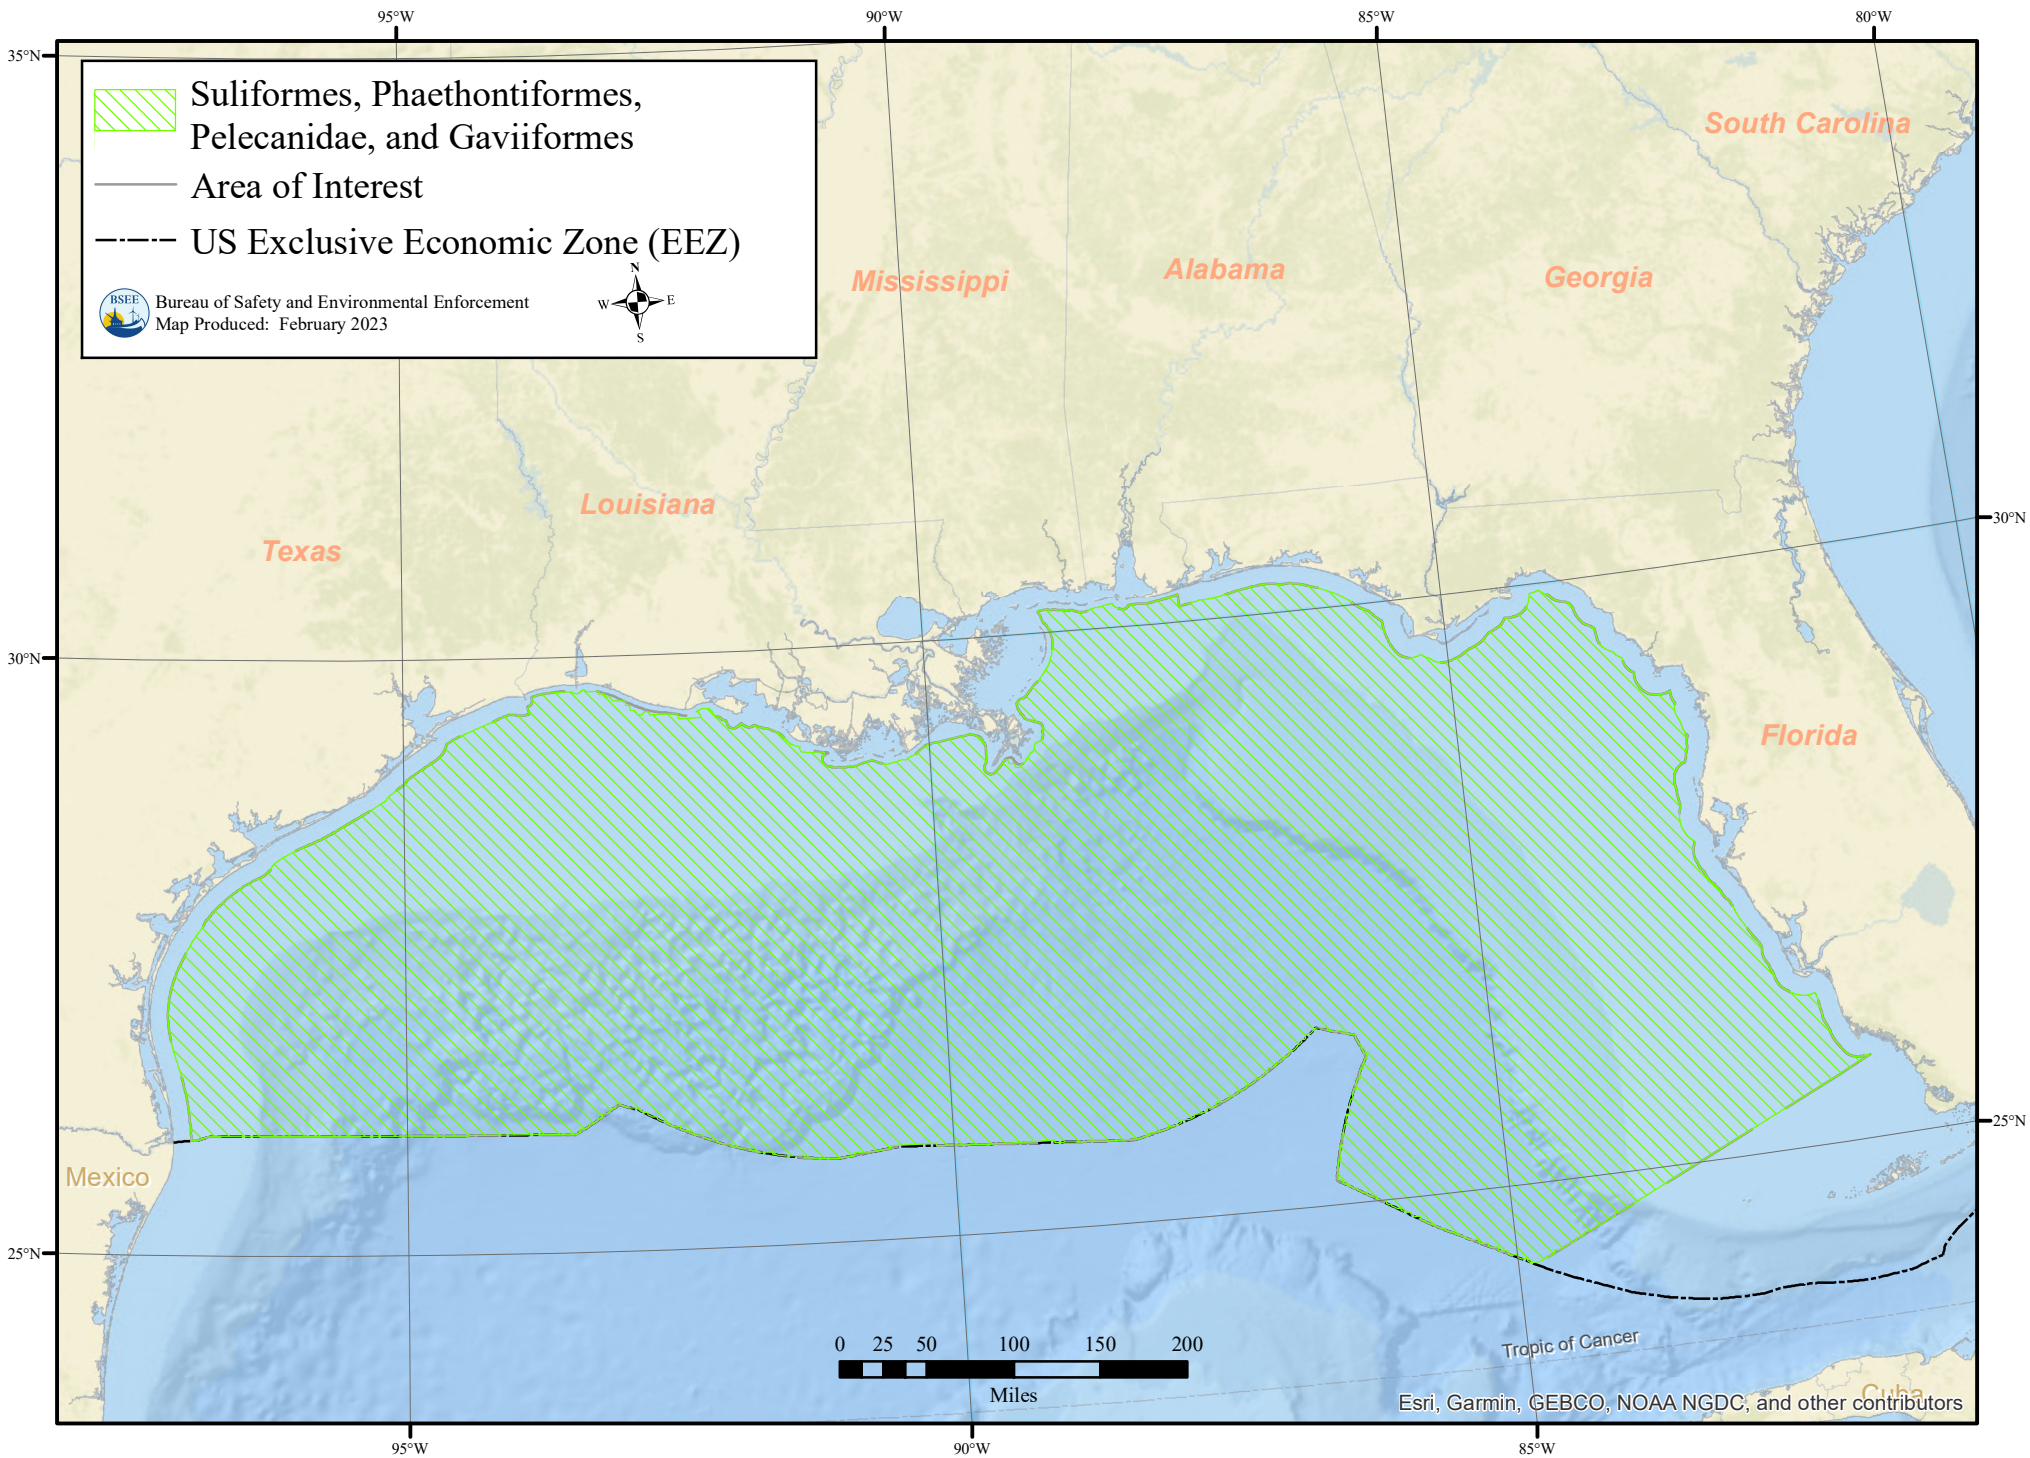 95°W
90°W
85°W
80°W
35°N
Suliformes, Phaethontiformes,
Pelecanidae, and Gaviiformes
Area of Interest
US Exclusive Economic Zone (EEZ)
N
W
E
S
BSEE
Bureau of Safety and Environmental Enforcement
Map Produced: February 2023
South Carolina
Mississippi
Alabama
Georgia
Louisiana
Texas
30°N
30°N
Florida
25°N
Mexico
25°N
0 25 50 100 150 200
Miles
Tropic of Cancer
Cuba
Esri, Garmin, GEBCO, NOAA NGDC, and other contributors
95°W
90°W
85°W